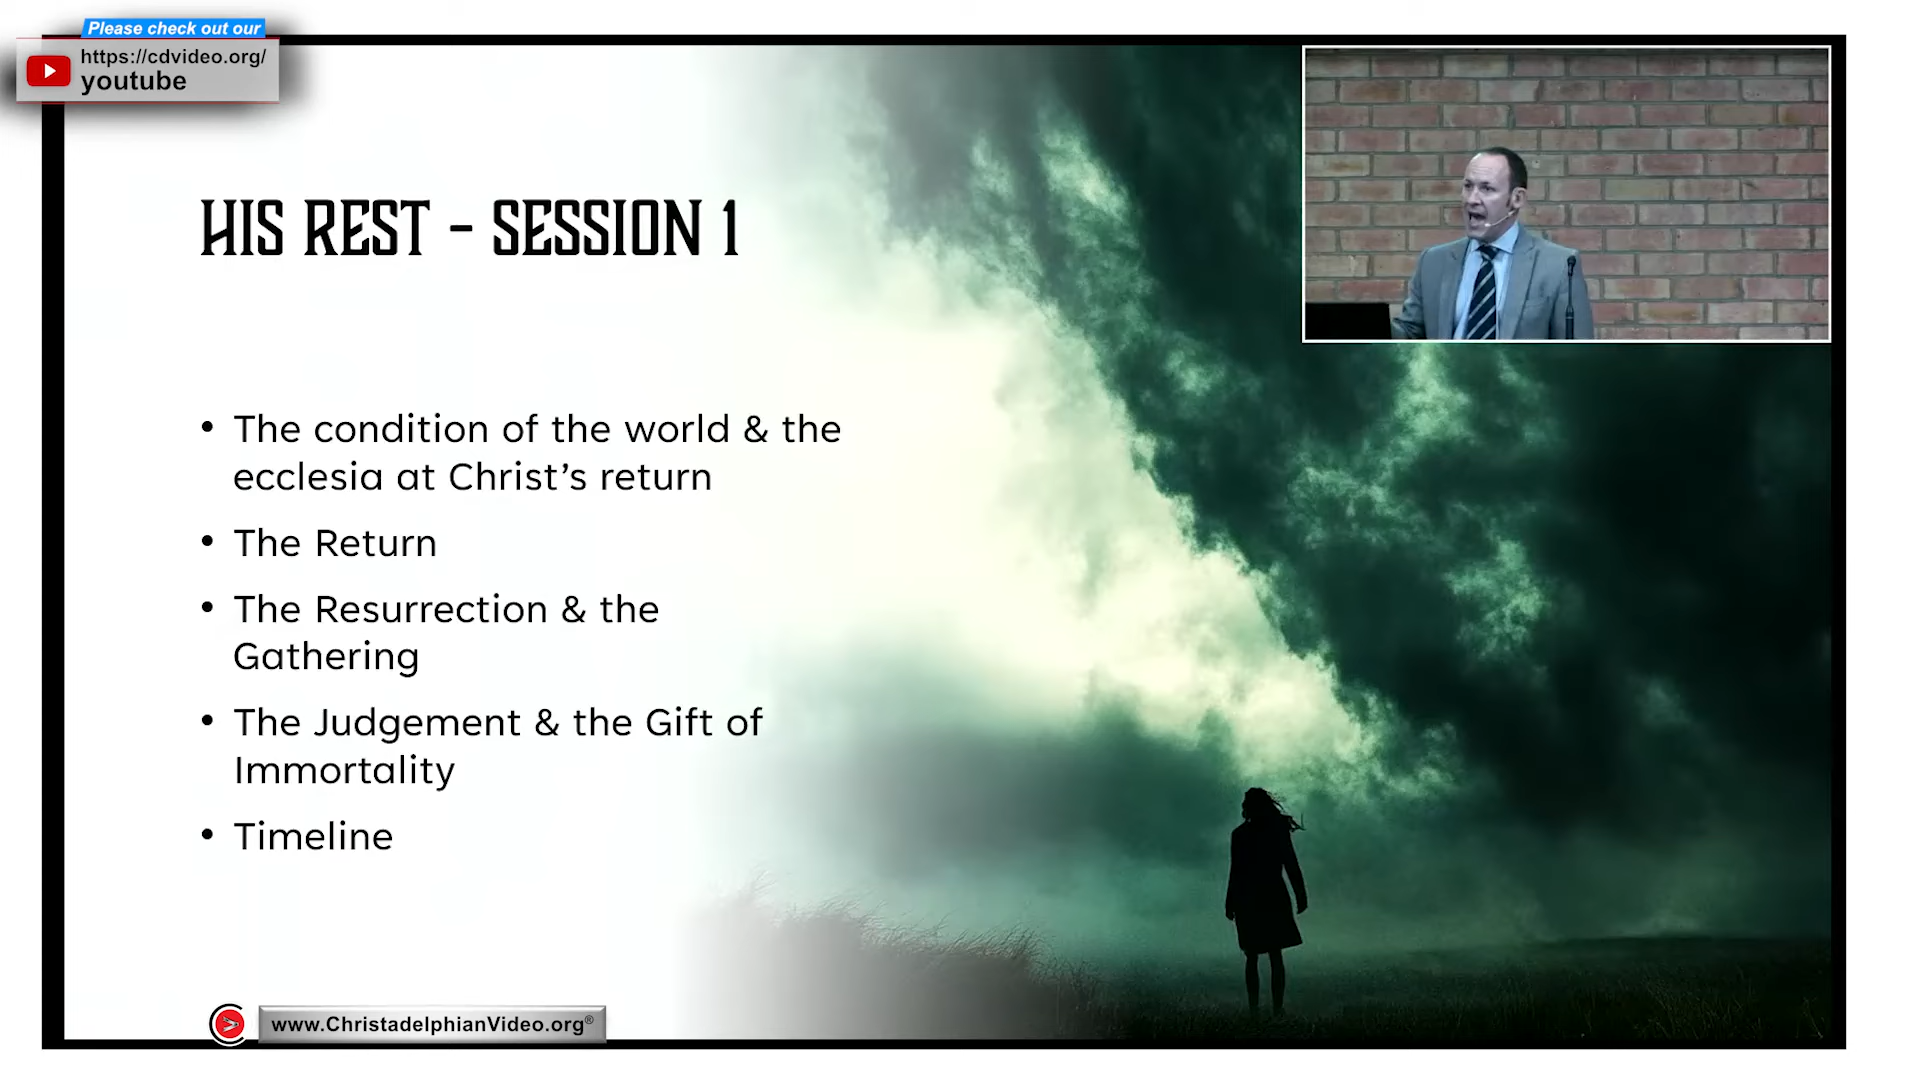 Please check out our
https://cdvideo.org/
youtube
HIS REST - SESSION 1
• The condition of the world & the
ecclesia at Christ's return
• The Return
• The Resurrection & the
Gathering
• The Judgement & the Gift of
Immortality
• Timeline
www.ChristadelphianVideo.org®